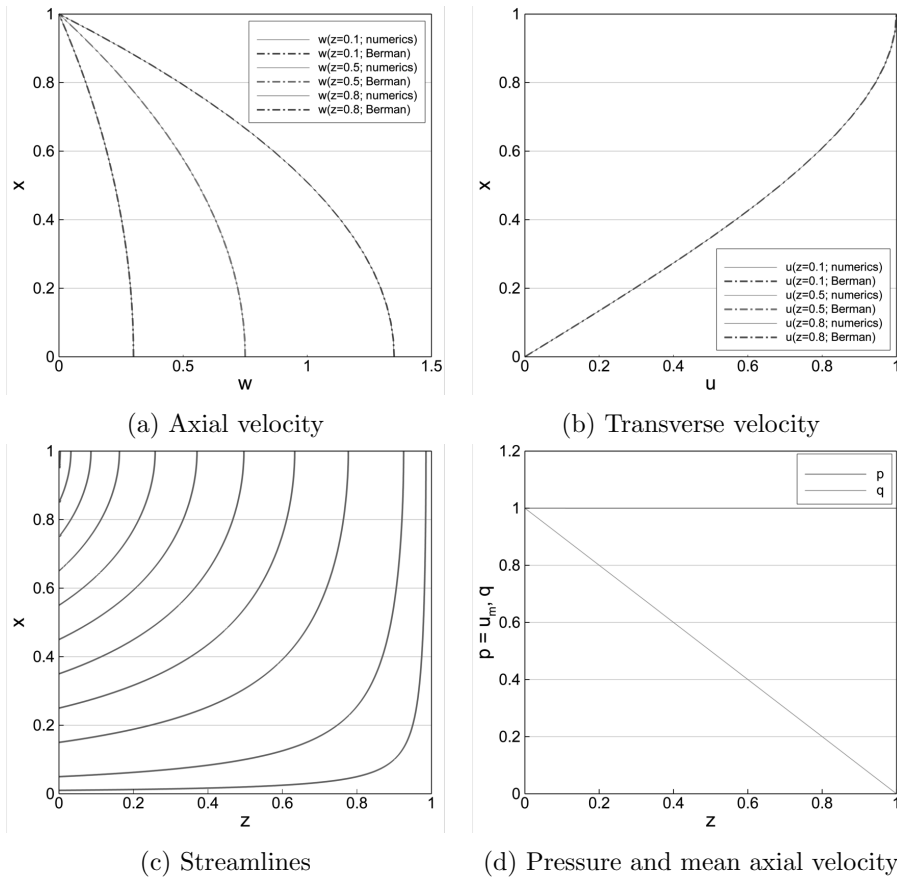 1
0.8
0.6
0.4
0.2
0
x
0
0.5
1
1.5
w
w(z=0.1; numerics)
w(z=0.1; Berman)
w(z=0.5; numerics)
w(z=0.5; Berman)
w(z=0.8; numerics)
w(z=0.8; Berman)
(a) Axial velocity
1
0.8
0.6
0.4
0.2
0
x
0
0.2
0.4
0.6
0.8
1
u
u(z=0.1; numerics)
u(z=0.1; Berman)
u(z=0.5; numerics)
u(z=0.5; Berman)
u(z=0.8; numerics)
u(z=0.8; Berman)
(b) Transverse velocity
1
0.8
0.6
0.4
0.2
0
x
0
0.2
0.4
0.6
0.8
1
z
(c) Streamlines
1.2
1
0.8
0.6
0.4
0.2
0
p = u_m, q
0
0.2
0.4
0.6
0.8
1
z
p
q
(d) Pressure and mean axial velocity